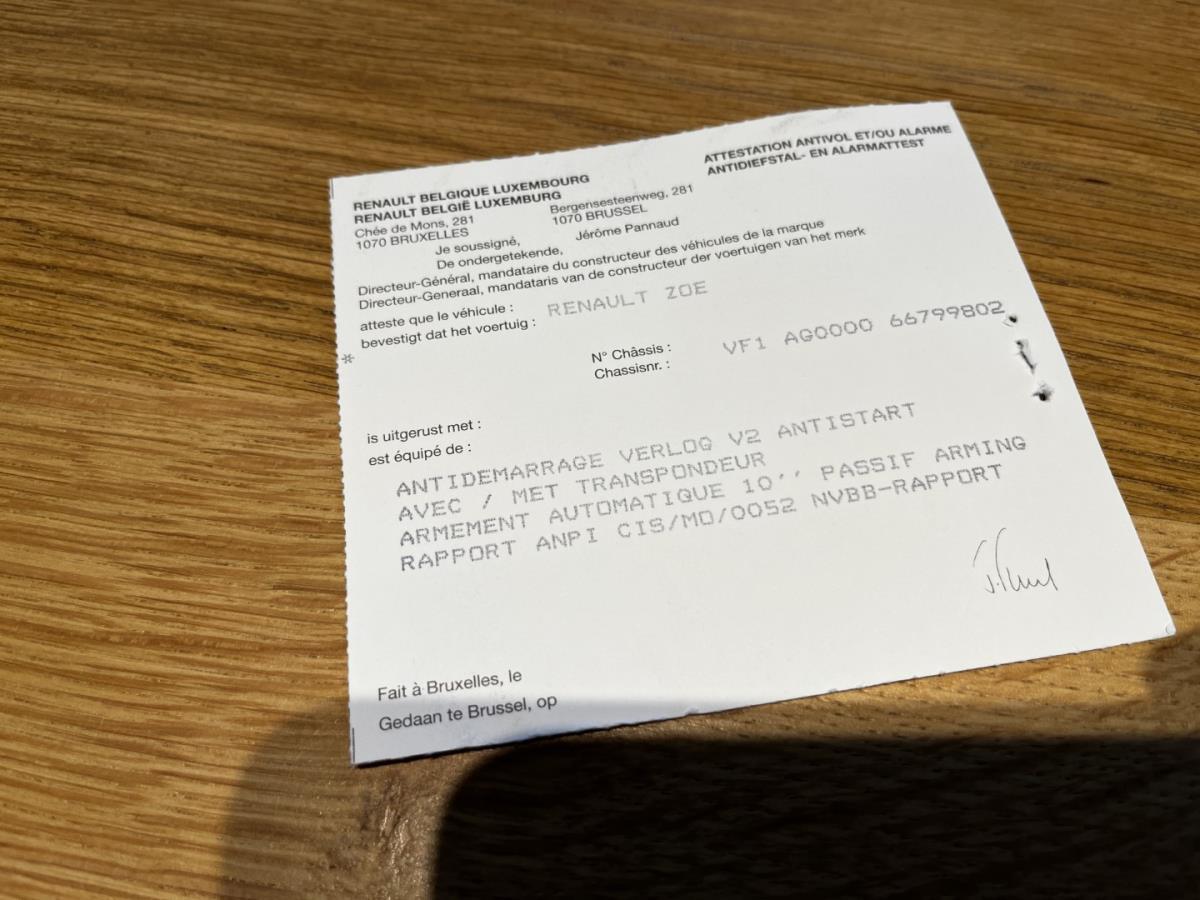 ATTESTATION ANTIVOL ET/OU ALARME
ANTIDIEFSTAL- EN ALARMATTEST
RENAULT BELGIQUE LUXEMBOURG
RENAULT BELGIË LUXEMBURG
Chée de Mons, 281 Bergensesteenweg, 281
1070 BRUXELLES 1070 BRUSSEL
Je soussigné,
De ondergetekende, Jérôme Pannaud
Directeur-Général, mandataire du constructeur des véhicules de la marque
Directeur-Generaal, mandataris van de constructeur der voertuigen van het merk
atteste que le véhicule : RENAULT ZOE
bevestigt dat het voertuig :
*
N° Châssis : VF1 AG0000 66799802
Chassisnr. :
is uitgerust met :
est équipé de :
ANTIDEMARRAGE VERLOG V2 ANTISTART
AVEC / MET TRANSPONDEUR
ARMEMENT AUTOMATIQUE 10'' PASSIF ARMING
RAPPORT ANPI CIS/MD/0052 NVBB-RAPPORT
Fait à Bruxelles, le
Gedaan te Brussel, op